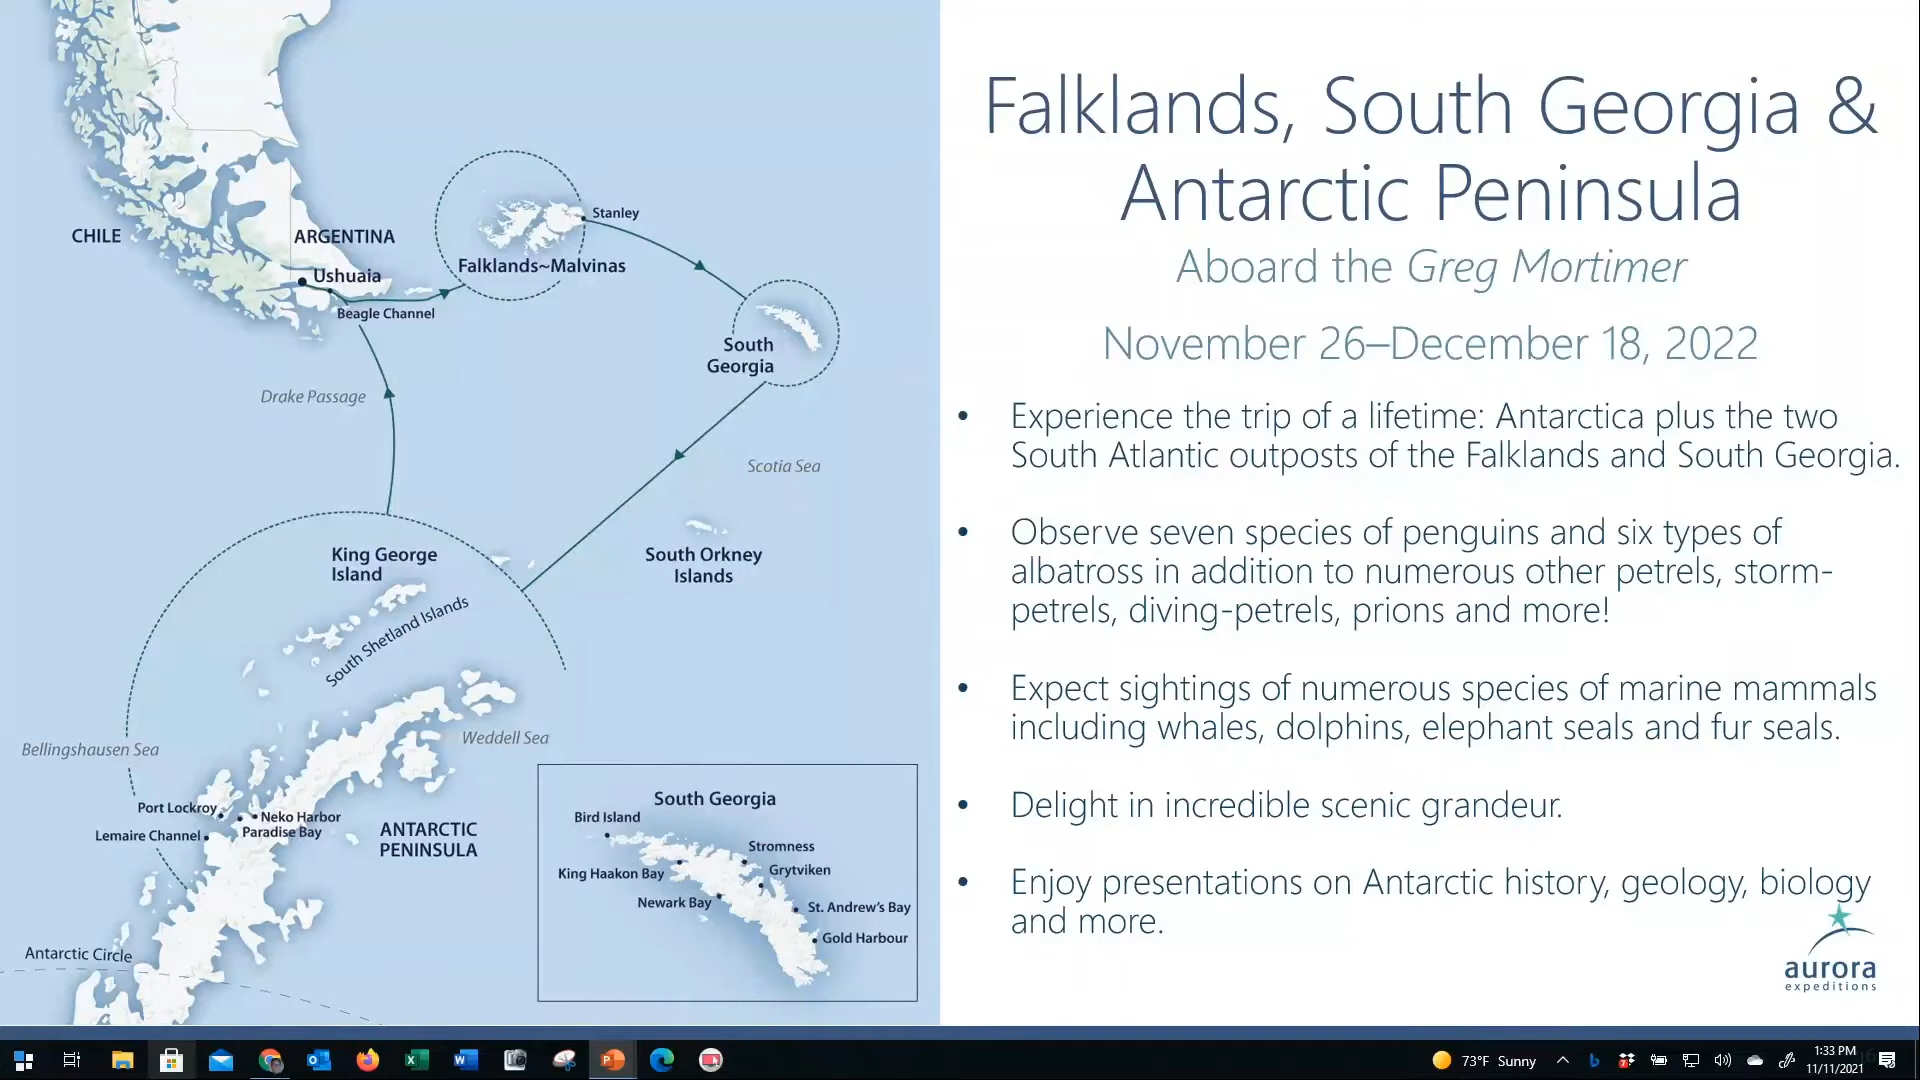 Falklands, South Georgia &
Antarctic Peninsula
Aboard the Greg Mortimer
November 26–December 18, 2022
• Experience the trip of a lifetime: Antarctica plus the two
South Atlantic outposts of the Falklands and South Georgia.
• Observe seven species of penguins and six types of
albatross in addition to numerous other petrels, storm-
petrels, diving-petrels, prions and more!
• Expect sightings of numerous species of marine mammals
including whales, dolphins, elephant seals and fur seals.
• Delight in incredible scenic grandeur.
• Enjoy presentations on Antarctic history, geology, biology
and more.
aurora
expeditions
CHILE
ARGENTINA
Ushuaia
Beagle Channel
Stanley
Falklands~Malvinas
South
Georgia
Drake Passage
Scotia Sea
King George
Island
South Orkney
Islands
South Shetland Islands
Bellingshausen Sea
Weddell Sea
Port Lockroy
Neko Harbor
Lemaire Channel
Paradise Bay
ANTARCTIC
PENINSULA
Antarctic Circle
South Georgia
Bird Island
Stromness
King Haakon Bay
Grytviken
Newark Bay
St. Andrew's Bay
Gold Harbour
73°F Sunny
1:33 PM
11/11/2021